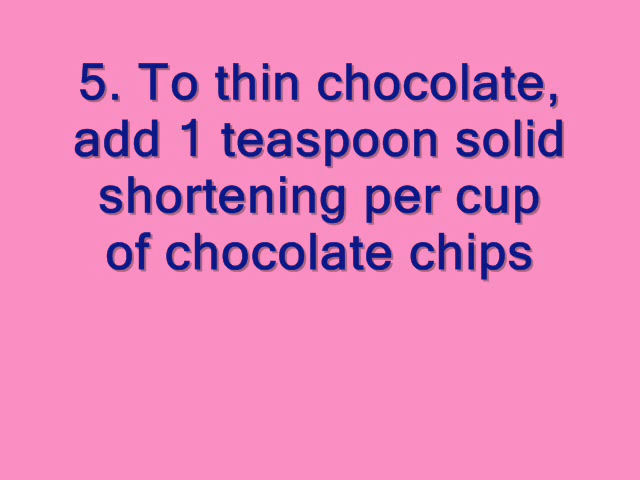 5. To thin chocolate,
add 1 teaspoon solid
shortening per cup
of chocolate chips